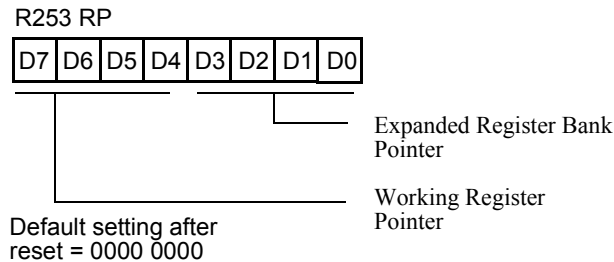 R253 RP
D7 D6 D5 D4 D3 D2 D1 D0
Expanded Register Bank
Pointer
Working Register
Pointer
Default setting after
reset = 0000 0000